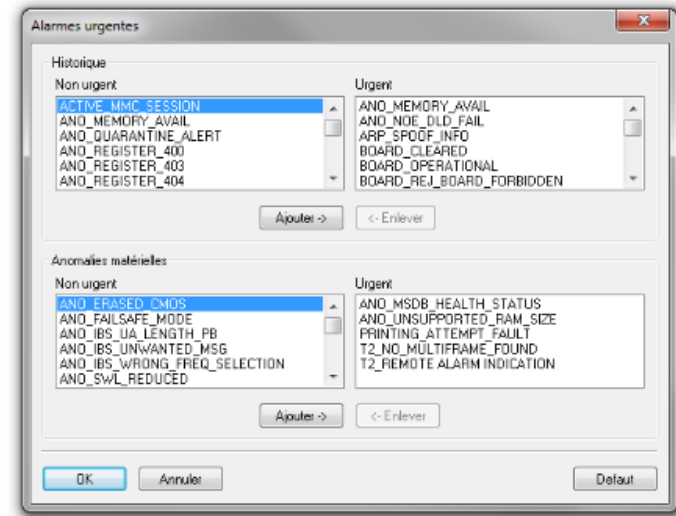 Alarmes urgentes
Historique
Non urgent
ACTIVE_MMC_SESSION
ANO_MEMORY_AVAIL
ANO_QUARANTINE_ALERT
ANO_REGISTER_400
ANO_REGISTER_403
ANO_REGISTER_404
Urgent
ANO_MEMORY_AVAIL
ANO_NOE_DLD_FAIL
ARP_SPOOF_INFO
BOARD_CLEARED
BOARD_OPERATIONAL
BOARD_REJ_BOARD_FORBIDDEN
Ajouter ->
<- Enlever
Anomalies matérielles
Non urgent
ANO_ERASED_CMOS
ANO_FAILSAFE_MODE
ANO_IBS_UA_LENGTH_PB
ANO_IBS_UNWANTED_MSG
ANO_IBS_WRONG_FREQ_SELECTION
ANO_SWL_REDUCED
Urgent
ANO_MSDB_HEALTH_STATUS
ANO_UNSUPPORTED_RAM_SIZE
PRINTING_ATTEMPT_FAULT
T2_NO_MULTIFRAME_FOUND
T2_REMOTE ALARM INDICATION
Ajouter ->
<- Enlever
OK
Annuler
Defaut